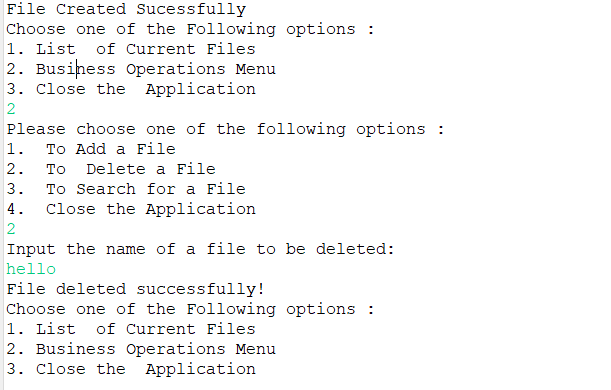 File Created Sucessfully
Choose one of the Following options :
1. List  of Current Files
2. Business Operations Menu
3. Close the  Application
2
Please choose one of the following options :
1.  To Add a File
2.  To  Delete a File
3.  To Search for a File
4.  Close the Application
2
Input the name of a file to be deleted:
hello
File deleted successfully!
Choose one of the Following options :
1. List  of Current Files
2. Business Operations Menu
3. Close the  Application